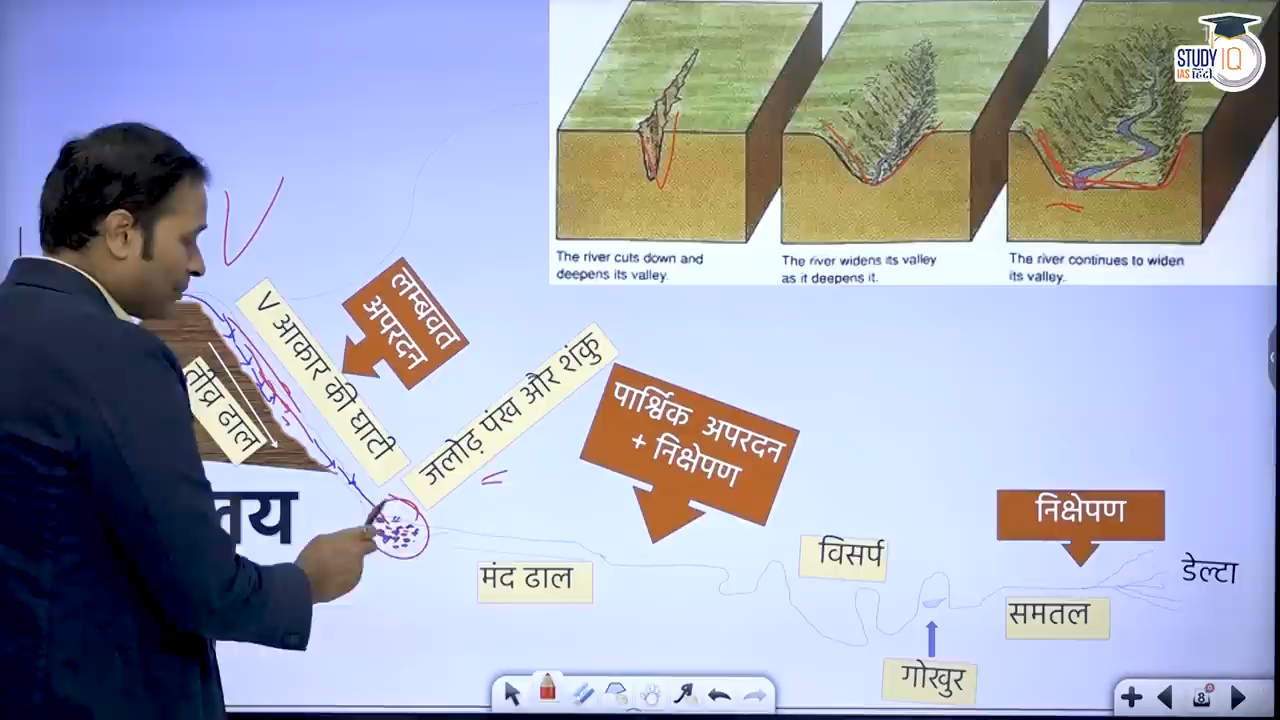 STUDY IQ
IAS हिंदी
The river cuts down and
deepens its valley.
The river widens its valley
as it deepens it.
The river continues to widen
its valley.
लम्बवत
अपरदन
V आकार की घाटी
तीव्र ढाल
जलोढ़ पंख और शंकु
पार्श्विक अपरदन
+ निक्षेपण
निक्षेपण
विसर्प
मंद ढाल
डेल्टा
समतल
गोखुर
8